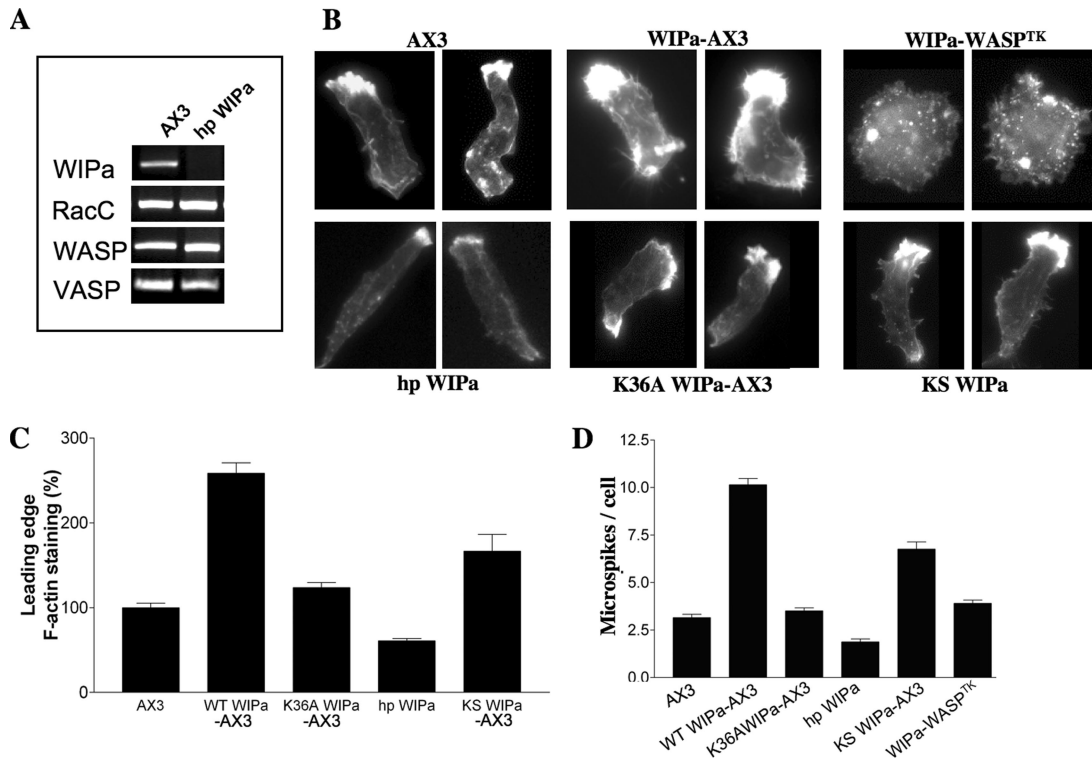 A
AX3
hp WIPa
WIPa
RacC
WASP
VASP
B
AX3
WIPa-AX3
WIPa-WASPᵀᴷ
hp WIPa
K36A WIPa-AX3
KS WIPa
C
Leading edge
F-actin staining (%)
300
200
100
0
AX3
WT WIPa
-AX3
K36A WIPa
-AX3
hp WIPa
KS WIPa
-AX3
D
Microspikes / cell
12.5
10.0
7.5
5.0
2.5
0.0
AX3
WT WIPa-AX3
K36AWIPa-AX3
hp WIPa
KS WIPa-AX3
WIPa-WASPᵀᴷ